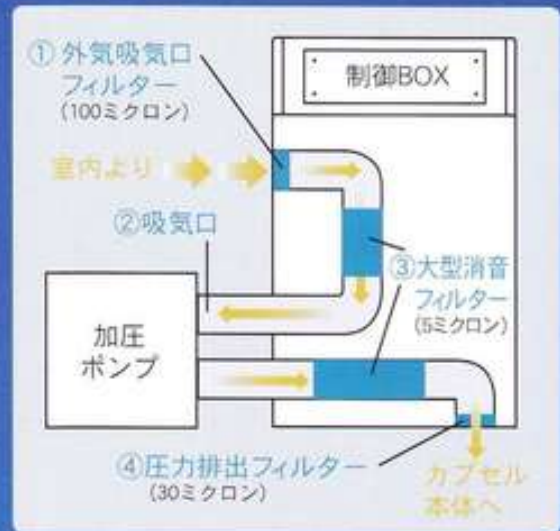 ①外気吸気口
フィルター
(100ミクロン)
制御BOX
室内より
②吸気口
③大型消音
フィルター
(5ミクロン)
加圧
ポンプ
④圧力排出フィルター
(30ミクロン)
カプセル
本体へ